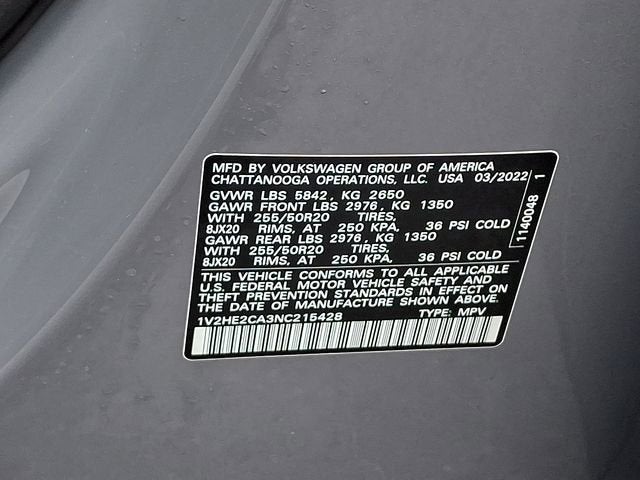 MFD BY VOLKSWAGEN GROUP OF AMERICA
CHATTANOOGA OPERATIONS, LLC. USA 03/2022
GVWR LBS 5842, KG 2650
GAWR FRONT LBS 2976, KG 1350
WITH 255/50R20 TIRES,
8JX20 RIMS, AT 250 KPA, 36 PSI COLD
GAWR REAR LBS 2976, KG 1350
WITH 255/50R20 TIRES,
8JX20 RIMS, AT 250 KPA, 36 PSI COLD
THIS VEHICLE CONFORMS TO ALL APPLICABLE
U.S. FEDERAL MOTOR VEHICLE SAFETY AND
THEFT PREVENTION STANDARDS IN EFFECT ON
THE DATE OF MANUFACTURE SHOWN ABOVE.
1V2HE2CA3NC215428 TYPE: MPV
1140048 1